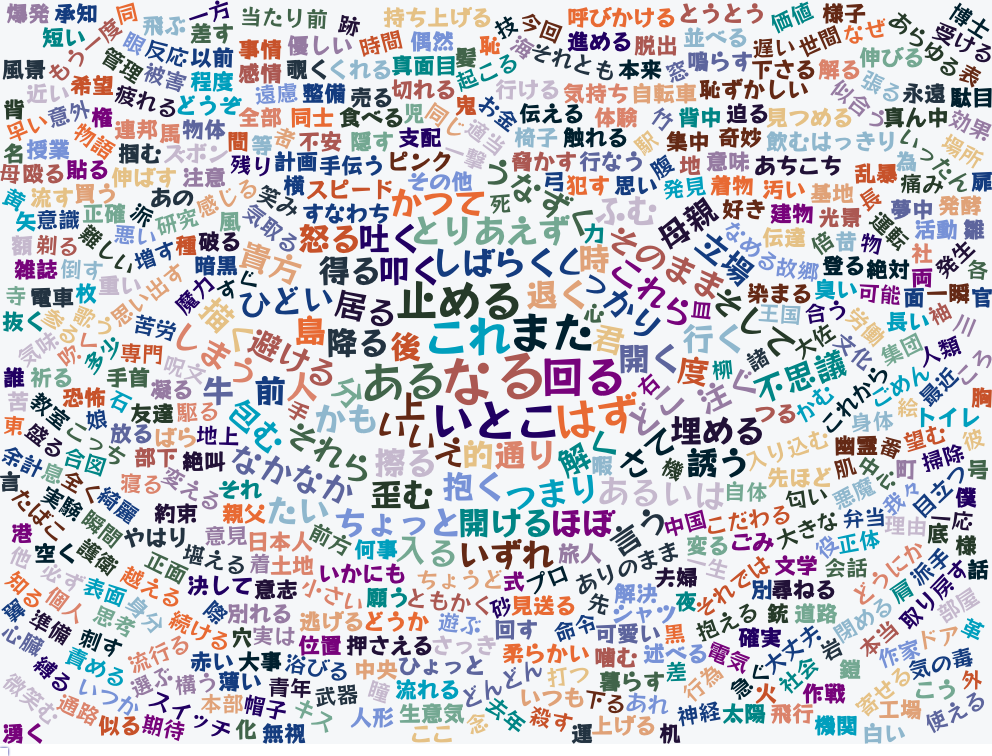 爆発 承知 同 一方 当たり前 跡 持ち上げる 技 今回 呼びかける とうとう 価値 様子 なぜ 博士
短い もう一度 眼 飛ぶ 差す 優しい 時間 偶然 恥 海 進める 脱出 並べる 遅い 世間 あらゆる 受ける
風景 管理 反応 以前 事情 感情 覗く くれる 真面目 髪 起こる それとも 本来 窓 鳴らす 下さる 解る 伸びる 表
近い 希望 疲れる 被害 程度 どうぞ 遠慮 整備 売る 切れる 鬼 行ける 気持ち 自転車 恥ずかしい 似合う 張る 永遠 駄目
背 早い 意外 権 連邦 馬 物体 全部 同士 食べる 児 同じ お金 伝える 体験 背中 迫る 見つめる 真ん中 効果
名 授業 物語 掴む ズボン 間 等 者 不安 隠す 支配 適当 一撃 椅子 触れる 駅 集中 奇妙 飲む はっきり いったん 場所
母 殴る 貼る 伸ばす 注意 残り 計画 手伝う ピンク 脅かす 行なう 腹 地 意味 あちこち 為 乱暴 痛み 扉
黄 流す 買う あの 感じる 笑み 横 スピード その他 うなずく 弓 犯す 思い 発見 着物 汚い 基地 長 夢中 発酵
矢 意識 正確 派 研究 風 気取る すなわち かつて 死 ふむ 母親 好き 建物 光景 運転 活動 雛
額 剃る 難しい 悪い 増す 種 破る 怒る 吐く とりあえず 力 そのまま 立場 なめる 伝達 倍 苛 物 社 発生
雑誌 倒す 重い 暗黒 貴方 得る 叩く しばらく 時 これら 故郷 登る 絶対 両 各
寺 電車 枚 思い出す 魔力 すぐ ひどい 居る 止める 退く うっかり 皿 そして 染まる 臭い 可能 面 一瞬 官
抜く 参る 歌う 苦労 描く 島 降る 後 これ また 心 君 行く 王国 合う 大佐 労働 長い 袖 川
気味 呟く 多少 専門 呪文 しまう 避ける ある なる 回る 開く 度 柳 諸 文化 集団 人類
誰 祈る 手首 凝る 牛 前 人 分 右 注ぐ 不思議 これから ごめん 最近 ころ
苦 教室 恐怖 娘 石 友達 駆る 包む 手 かも 上 いとこ はず どこ つる かむ 身体 絵 トイレ 胸
東 盛る こっち 放る ばら 地上 それら いい え 的 通り 解く 暇 さて 埋める 入り込む 幽霊 番 望む 彼
余計 息 合図 部下 絶叫 なかなか 擦る 機 誘う 先ほど 肌 中 町 掃除 号
言 たばこ 実験 全く 綺麗 寝る 変える それ 歪む 抱く つまり あるいは 自体 匂い 悪魔 我々 目立つ 僕
港 瞬間 約束 親父 たい ちょっと 開ける ほぼ 言う 中国 こだわる 大きな 弁当 理由 一応
他 空く 護衛 やはり 意見 日本人 前方 何事 入る いずれ 旅人 変る ごみ 役 正体 底 様
知る 必ず 正面 堪える 着 土地 いかにも ちょうど 式 プロ ありのまま 夫婦 一生 それでは 文学 会話 どうにか 派手 話
個人 表面 越える 決して 意志 小さい 願う ともかく 砂 見送る 先 解決 シャツ 夜 別 尋ねる 肩 取り戻す
準備 思考 身分 続ける 際 別れる 逃げる どうか 遊ぶ 回す 命令 可愛い 黒 抱える 銃 道路 閉める 本当 部屋
心臓 刺す 流行る 穴 実は 位置 押さえる さっき 柔らかい 噛む 述べる 確実 大丈夫 岩 作家 ドア 革
縛る 責める 選ぶ 赤い 大事 浴びる 中央 ひょっと どんどん 打つ 暮らす 差 電気 急ぐ 社会 鎧 気の毒
微笑む いつか 構う 薄い 青年 武器 瞳 流れる いつも 下る あれ 行為 火 作戦 寄せる こう 外
通路 スイッチ 本部 帽子 キス 人形 生意気 去年 殺す 神経 太陽 飛行 工場 使える
湧く 似る 期待 化 無視 ここ 念 運 上げる 机 機関 白い